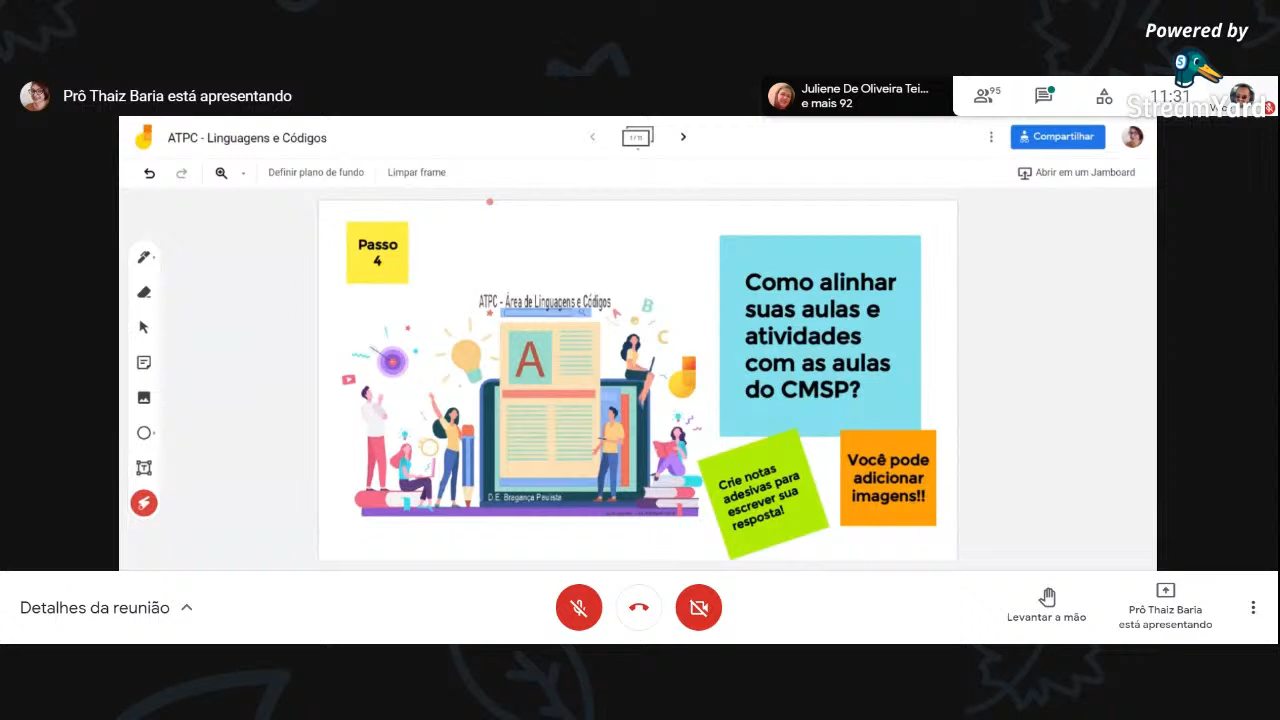 Powered by
StreamYard
Prô Thaiz Baria está apresentando
Juliene De Oliveira Tei...
e mais 92
95
11:31
ATPC - Linguagens e Códigos
1 / 11
Compartilhar
Definir plano de fundo
Limpar frame
Abrir em um Jamboard
Passo
4
ATPC - Área de Linguagens e Códigos
B
A
C
A
D.E. Bragança Paulista
Como alinhar
suas aulas e
atividades
com as aulas
do CMSP?
Crie notas
adesivas para
escrever sua
resposta!
Você pode
adicionar
imagens!!
Detalhes da reunião
Levantar a mão
Prô Thaiz Baria
está apresentando